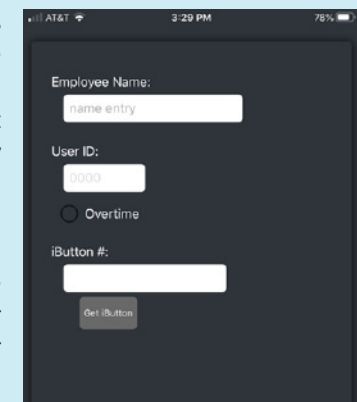 AT&T 3:29 PM 78%
Employee Name:
name entry
User ID:
0000
Overtime
iButton #:
Get iButton